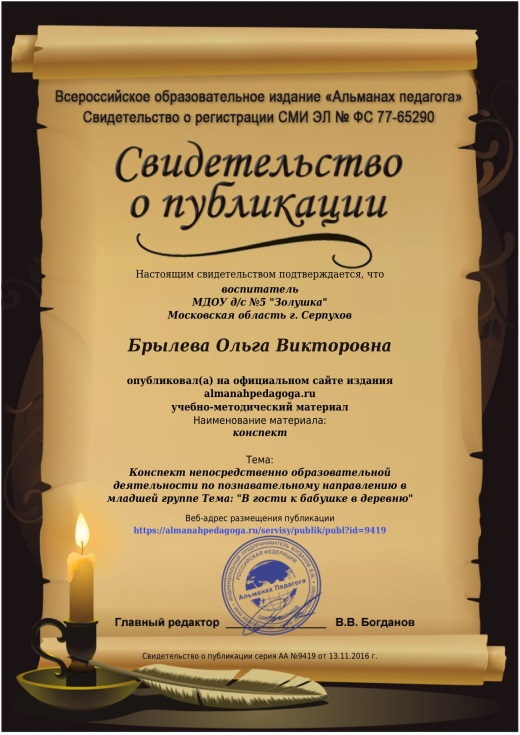 Всероссийское образовательное издание «Альманах педагога»
Свидетельство о регистрации СМИ ЭЛ № ФС 77-65290
Свидетельство
о публикации
Настоящим свидетельством подтверждается, что
воспитатель
МДОУ д/с №5 "Золушка"
Московская область г. Серпухов
Брылева Ольга Викторовна
опубликовал(а) на официальном сайте издания
almanahpedagoga.ru
учебно-методический материал
Наименование материала:
конспект
Тема:
Конспект непосредственно образовательной
деятельности по познавательному направлению в
младшей группе Тема: "В гости к бабушке в деревню"
Веб-адрес размещения публикации
https://almanahpedagoga.ru/servisy/publik/publ?id=9419
РОССИЙСКАЯ ФЕДЕРАЦИЯ
Альманах Педагога
Главный редактор В.В. Богданов
Свидетельство о публикации серия АА №9419 от 13.11.2016 г.